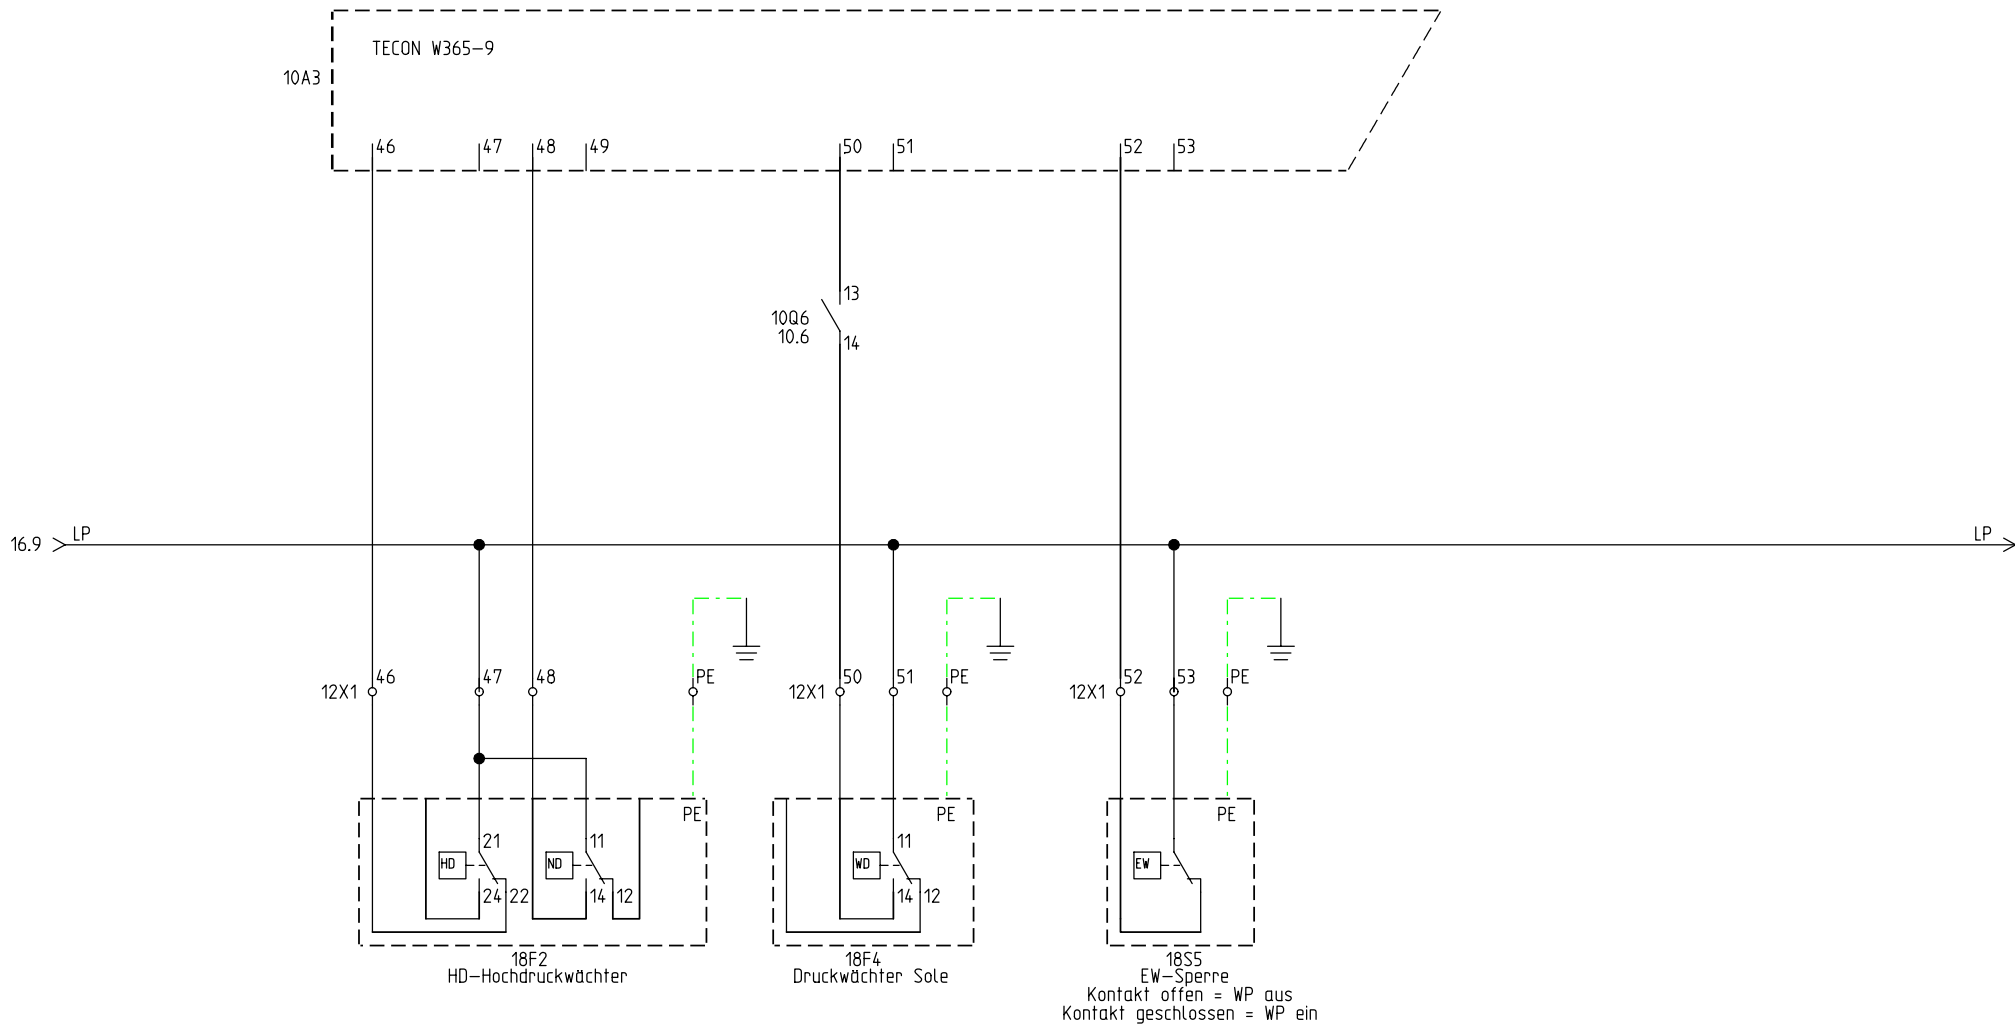 TECON W365-9
10A3
46 47 48 49 50 51 52 53
13
10Q6
10.6
14
16.9 LP LP
12X1 46 47 48 PE 12X1 50 51 PE 12X1 52 53 PE
PE PE PE
21 11 11
HD ND WD EW
24 22 14 12 14 12
18F2 18F4 18S5
HD-Hochdruckwächter Druckwächter Sole EW-Sperre
Kontakt offen = WP aus
Kontakt geschlossen = WP ein